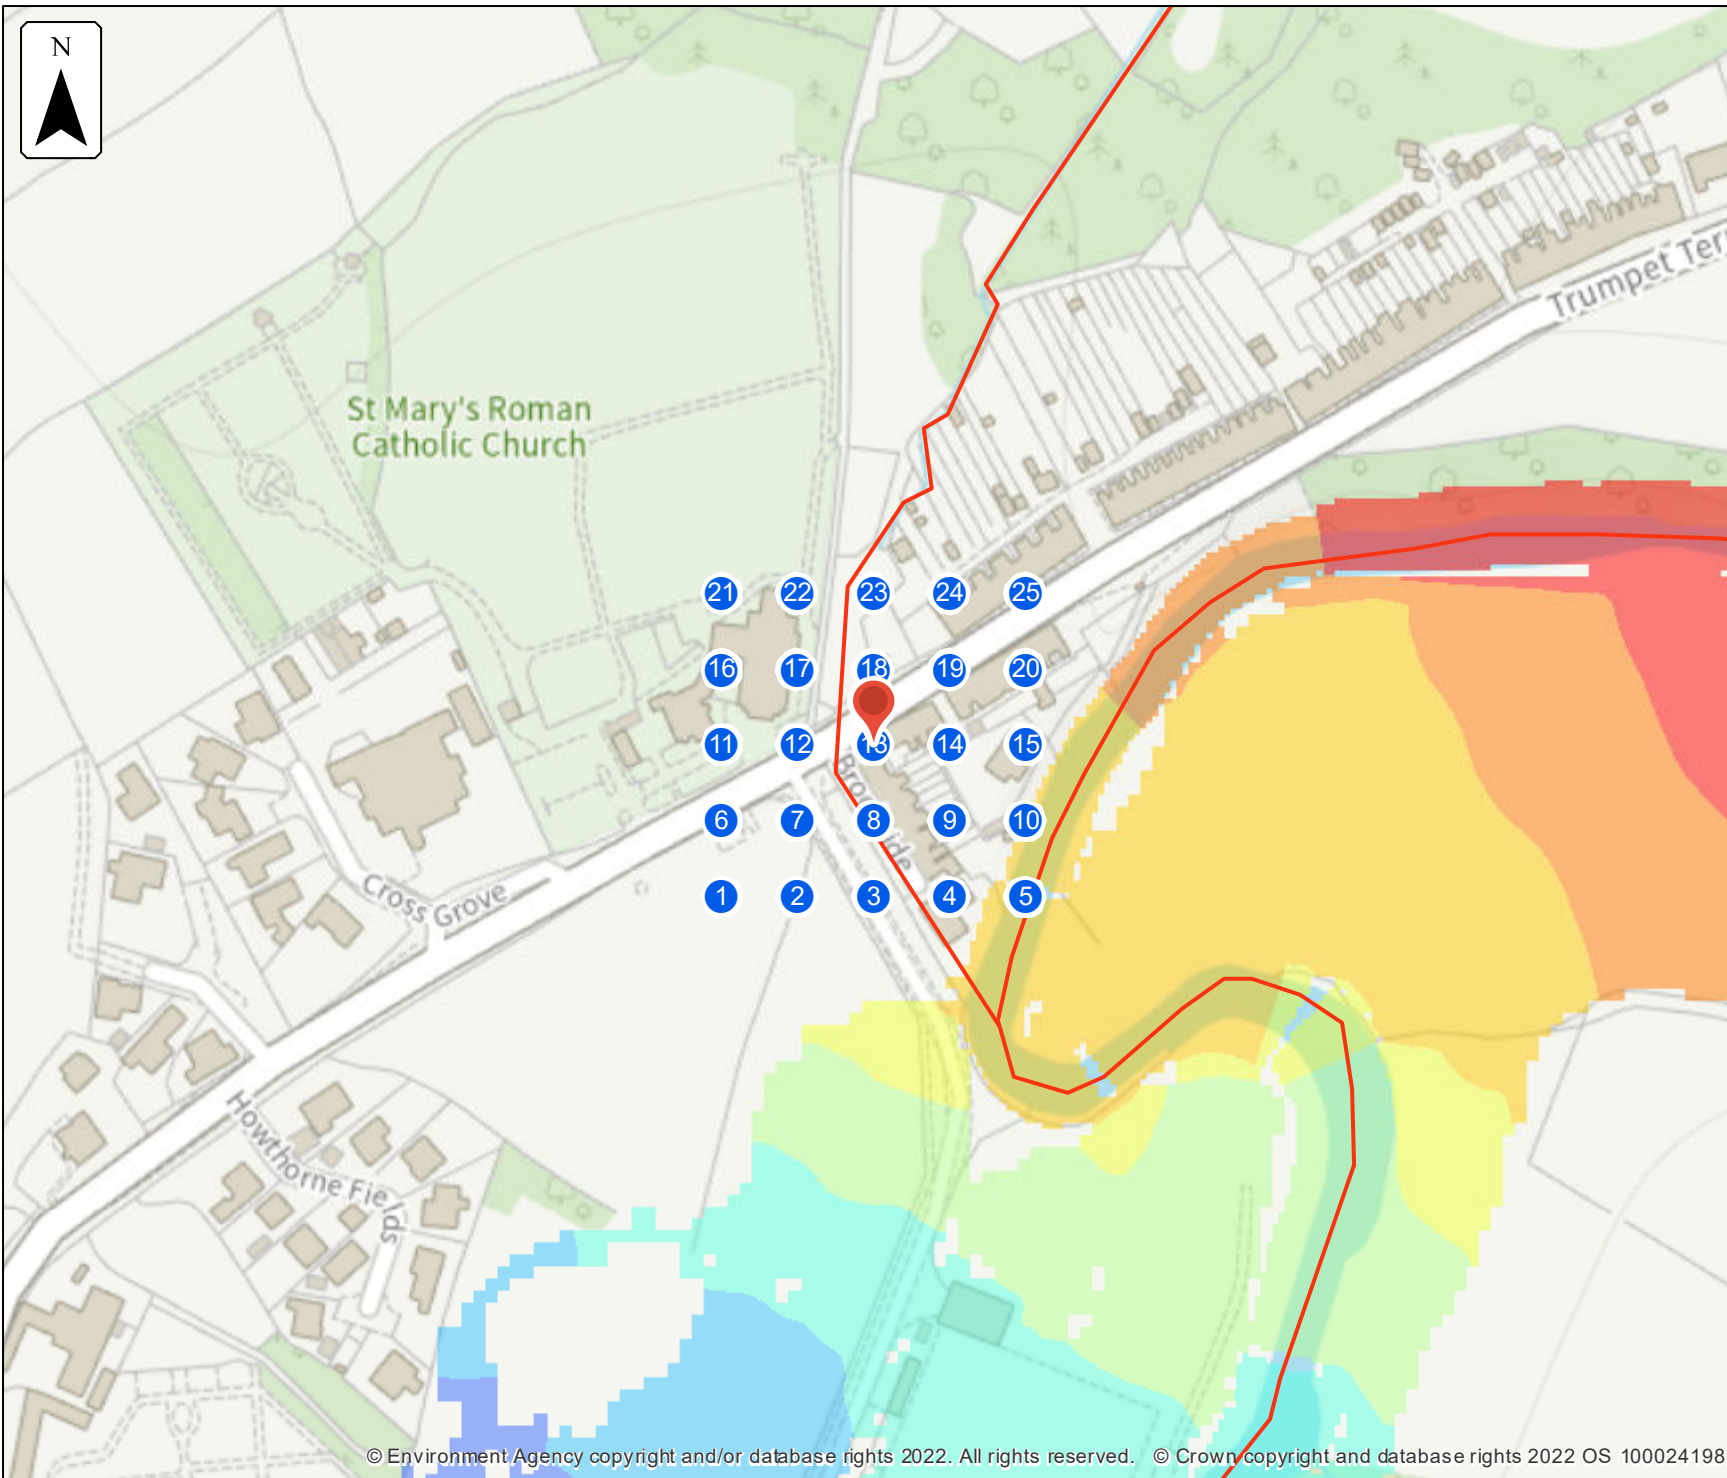 N
Trumpet Terr
St Mary's Roman
Catholic Church
21 22 23 24 25
16 17 18 19 20
11 12 13 14 15
6 7 8 9 10
1 2 3 4 5
Cross Grove
Howthorne Fields
© Environment Agency copyright and/or database rights 2022. All rights reserved. © Crown copyright and database rights 2022 OS 100024198